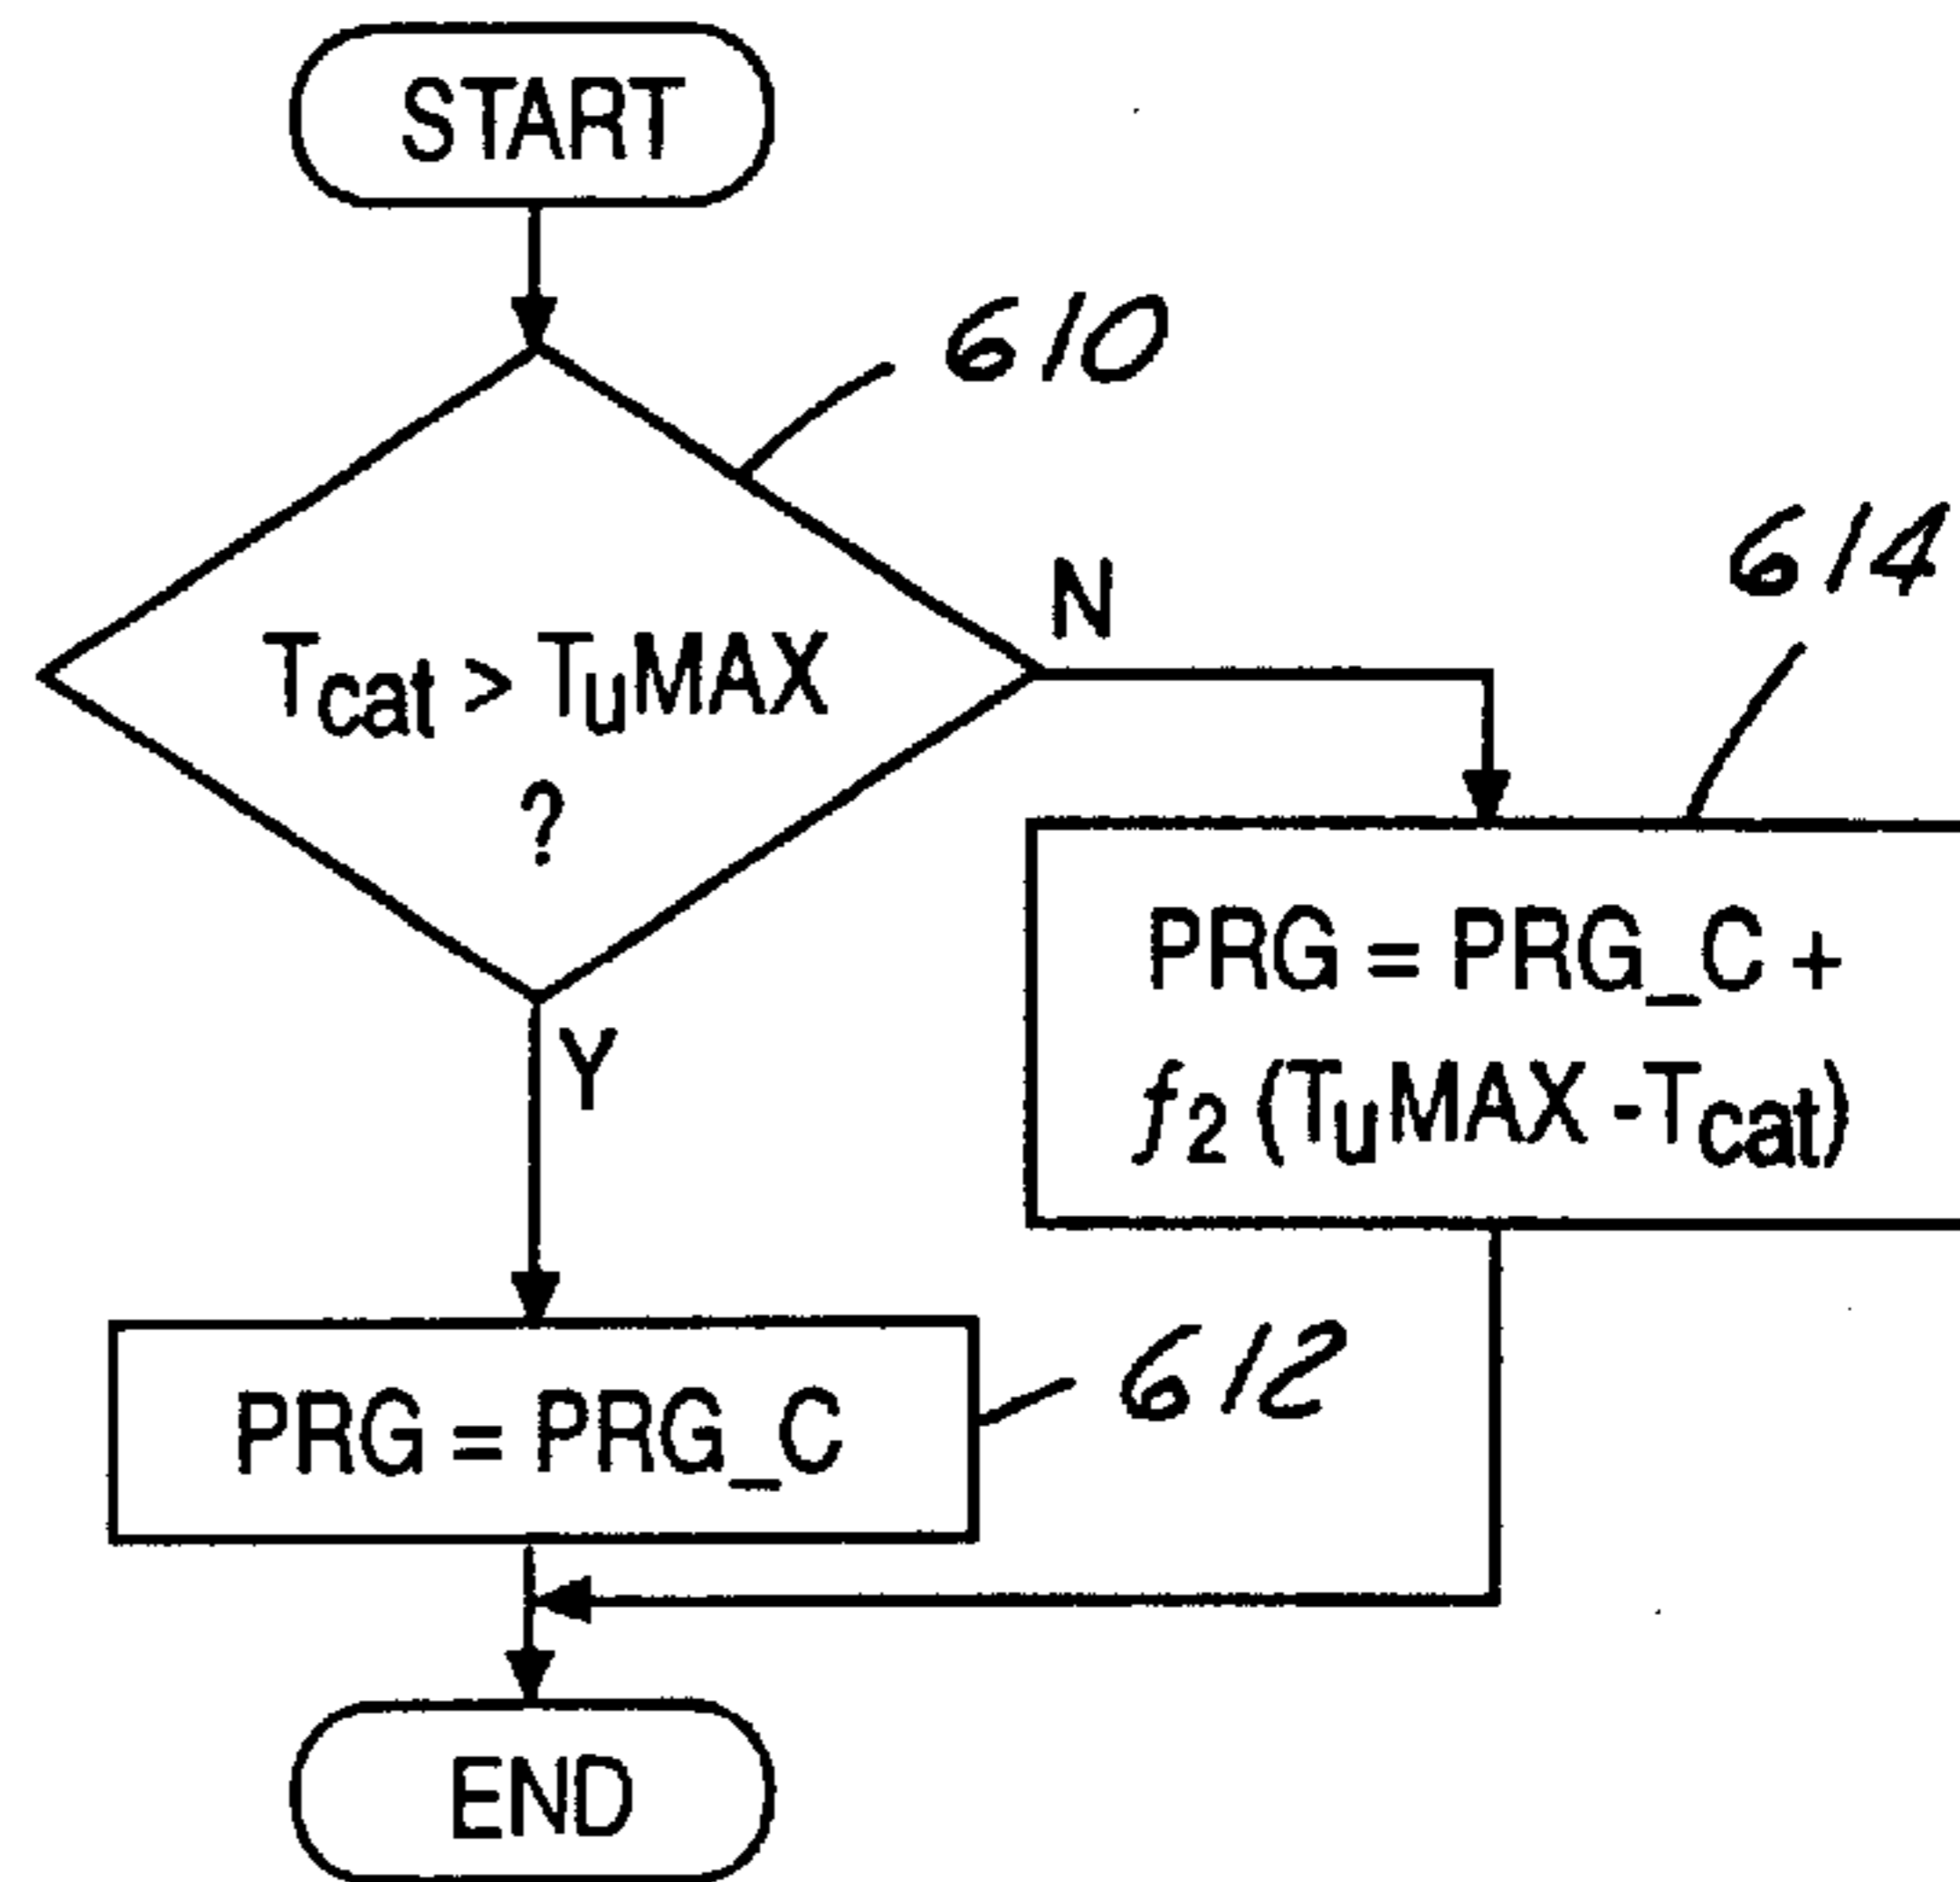 START
610
614
N
Tcat > TuMAX
?
PRG = PRG_C +
f2 (TuMAX - Tcat)
Y
612
PRG = PRG_C
END